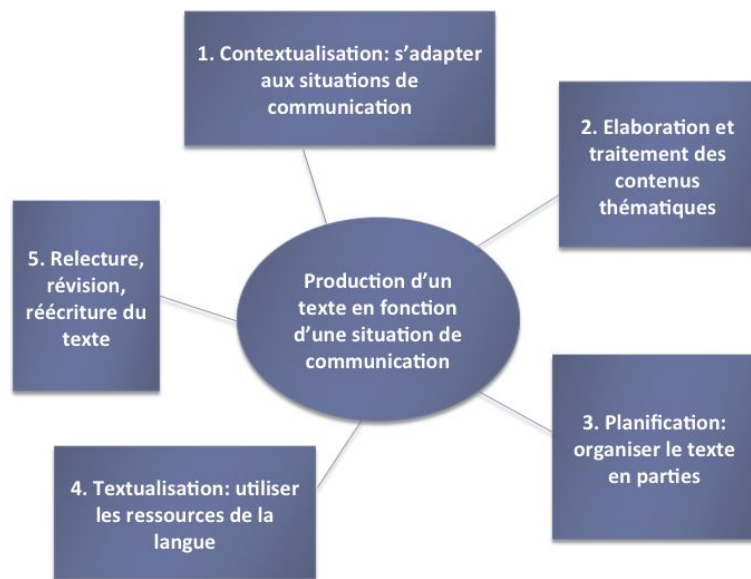 1. Contextualisation: s’adapter
aux situations de
communication
2. Elaboration et
traitement des
contenus
thématiques
3. Planification:
organiser le texte
en parties
4. Textualisation: utiliser
les ressources de la
langue
5. Relecture,
révision,
réécriture du
texte
Production d’un
texte en fonction
d’une situation de
communication